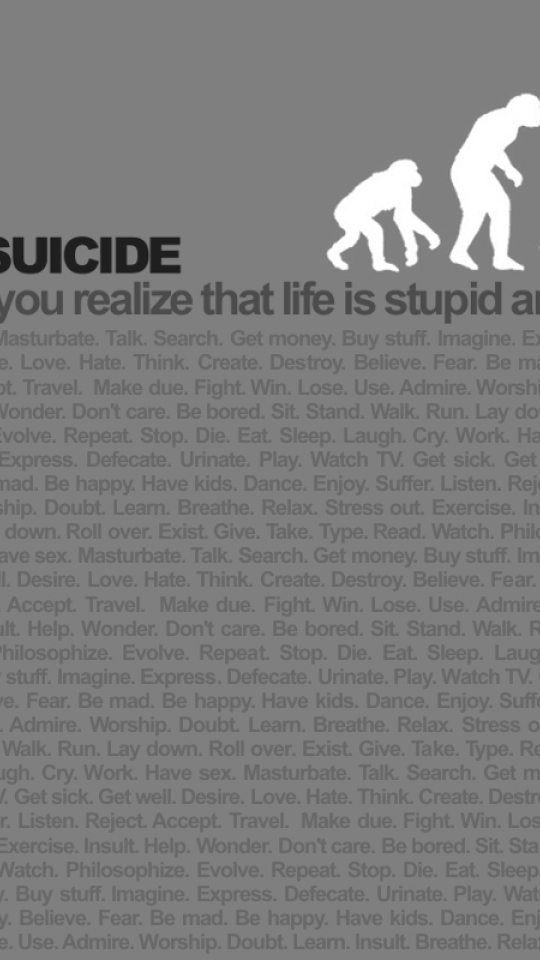 SUICIDE
you realize that life is stupid an
Masturbate. Talk. Search. Get money. Buy stuff. Imagine. Ex
e. Love. Hate. Think. Create. Destroy. Believe. Fear. Be ma
pt. Travel. Make due. Fight. Win. Lose. Use. Admire. Worshi
Wonder. Don't care. Be bored. Sit. Stand. Walk. Run. Lay dow
Evolve. Repeat. Stop. Die. Eat. Sleep. Laugh. Cry. Work. Ha
Express. Defecate. Urinate. Play. Watch TV. Get sick. Get
mad. Be happy. Have kids. Dance. Enjoy. Suffer. Listen. Reje
ship. Doubt. Learn. Breathe. Relax. Stress out. Exercise. In
down. Roll over. Exist. Give. Take. Type. Read. Watch. Philo
ave sex. Masturbate. Talk. Search. Get money. Buy stuff. Im
ll. Desire. Love. Hate. Think. Create. Destroy. Believe. Fear.
. Accept. Travel. Make due. Fight. Win. Lose. Use. Admire
ult. Help. Wonder. Don't care. Be bored. Sit. Stand. Walk. R
Philosophize. Evolve. Repeat. Stop. Die. Eat. Sleep. Laug
stuff. Imagine. Express. Defecate. Urinate. Play. Watch TV.
ve. Fear. Be mad. Be happy. Have kids. Dance. Enjoy. Suffe
. Admire. Worship. Doubt. Learn. Breathe. Relax. Stress o
Walk. Run. Lay down. Roll over. Exist. Give. Take. Type. Re
ugh. Cry. Work. Have sex. Masturbate. Talk. Search. Get m
V. Get sick. Get well. Desire. Love. Hate. Think. Create. Destr
r. Listen. Reject. Accept. Travel. Make due. Fight. Win. Los
Exercise. Insult. Help. Wonder. Don't care. Be bored. Sit. Sta
Watch. Philosophize. Evolve. Repeat. Stop. Die. Eat. Sleep
y. Buy stuff. Imagine. Express. Defecate. Urinate. Play. Wat
y. Believe. Fear. Be mad. Be happy. Have kids. Dance. Enj
e. Use. Admire. Worship. Doubt. Learn. Insult. Breathe. Rela